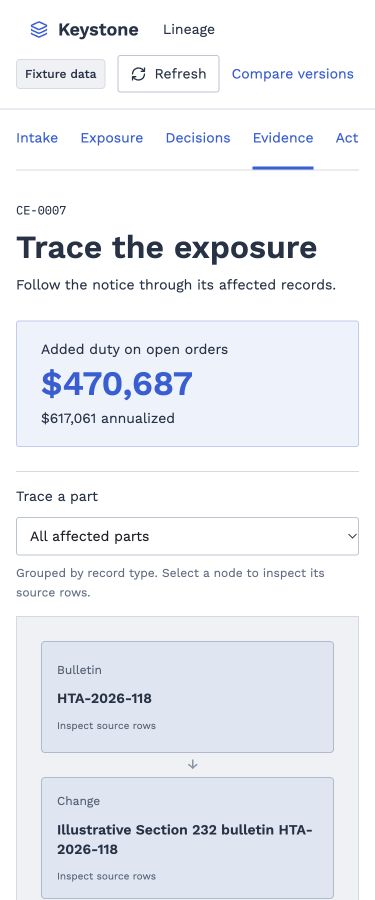 Keystone
Lineage
Fixture data
Refresh
Compare versions
Intake
Exposure
Decisions
Evidence
Act
CE-0007
Trace the exposure
Follow the notice through its affected records.
Added duty on open orders
$470,687
$617,061 annualized
Trace a part
All affected parts
Grouped by record type. Select a node to inspect its
source rows.
Bulletin
HTA-2026-118
Inspect source rows
↓
Change
Illustrative Section 232 bulletin HTA-
2026-118
Inspect source rows